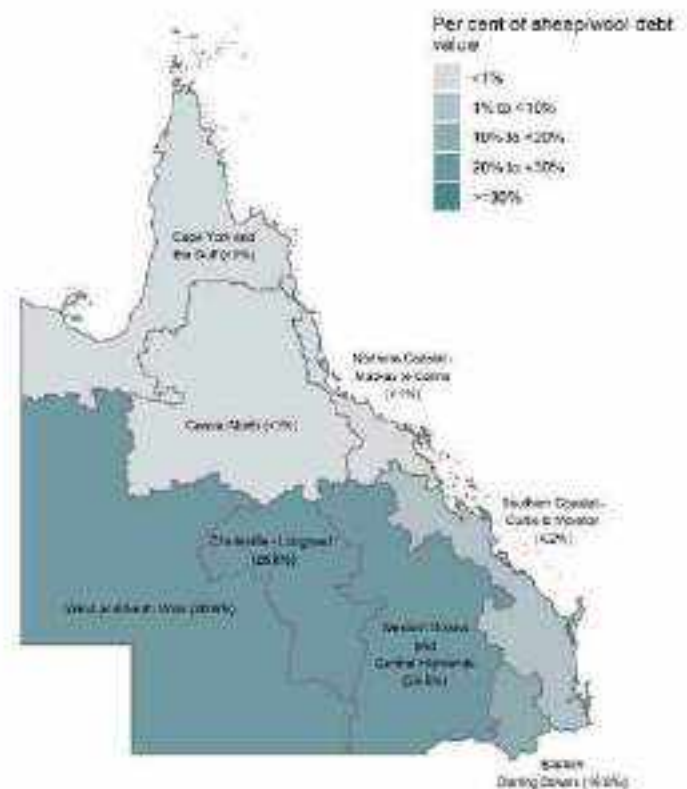 Per cent of sheep/wool debt
value
<1%
1% to <10%
10% to <20%
20% to <30%
>=30%
Cape York and
the Gulf (<1%)
Northern Coastal -
Mackay to Cairns
(<1%)
Central North (<1%)
Southern Coastal -
Curtis to Moreton
Charleville - Longreach
West and South West
Western Downs
and
Central Highlands
Eastern
Darling Downs